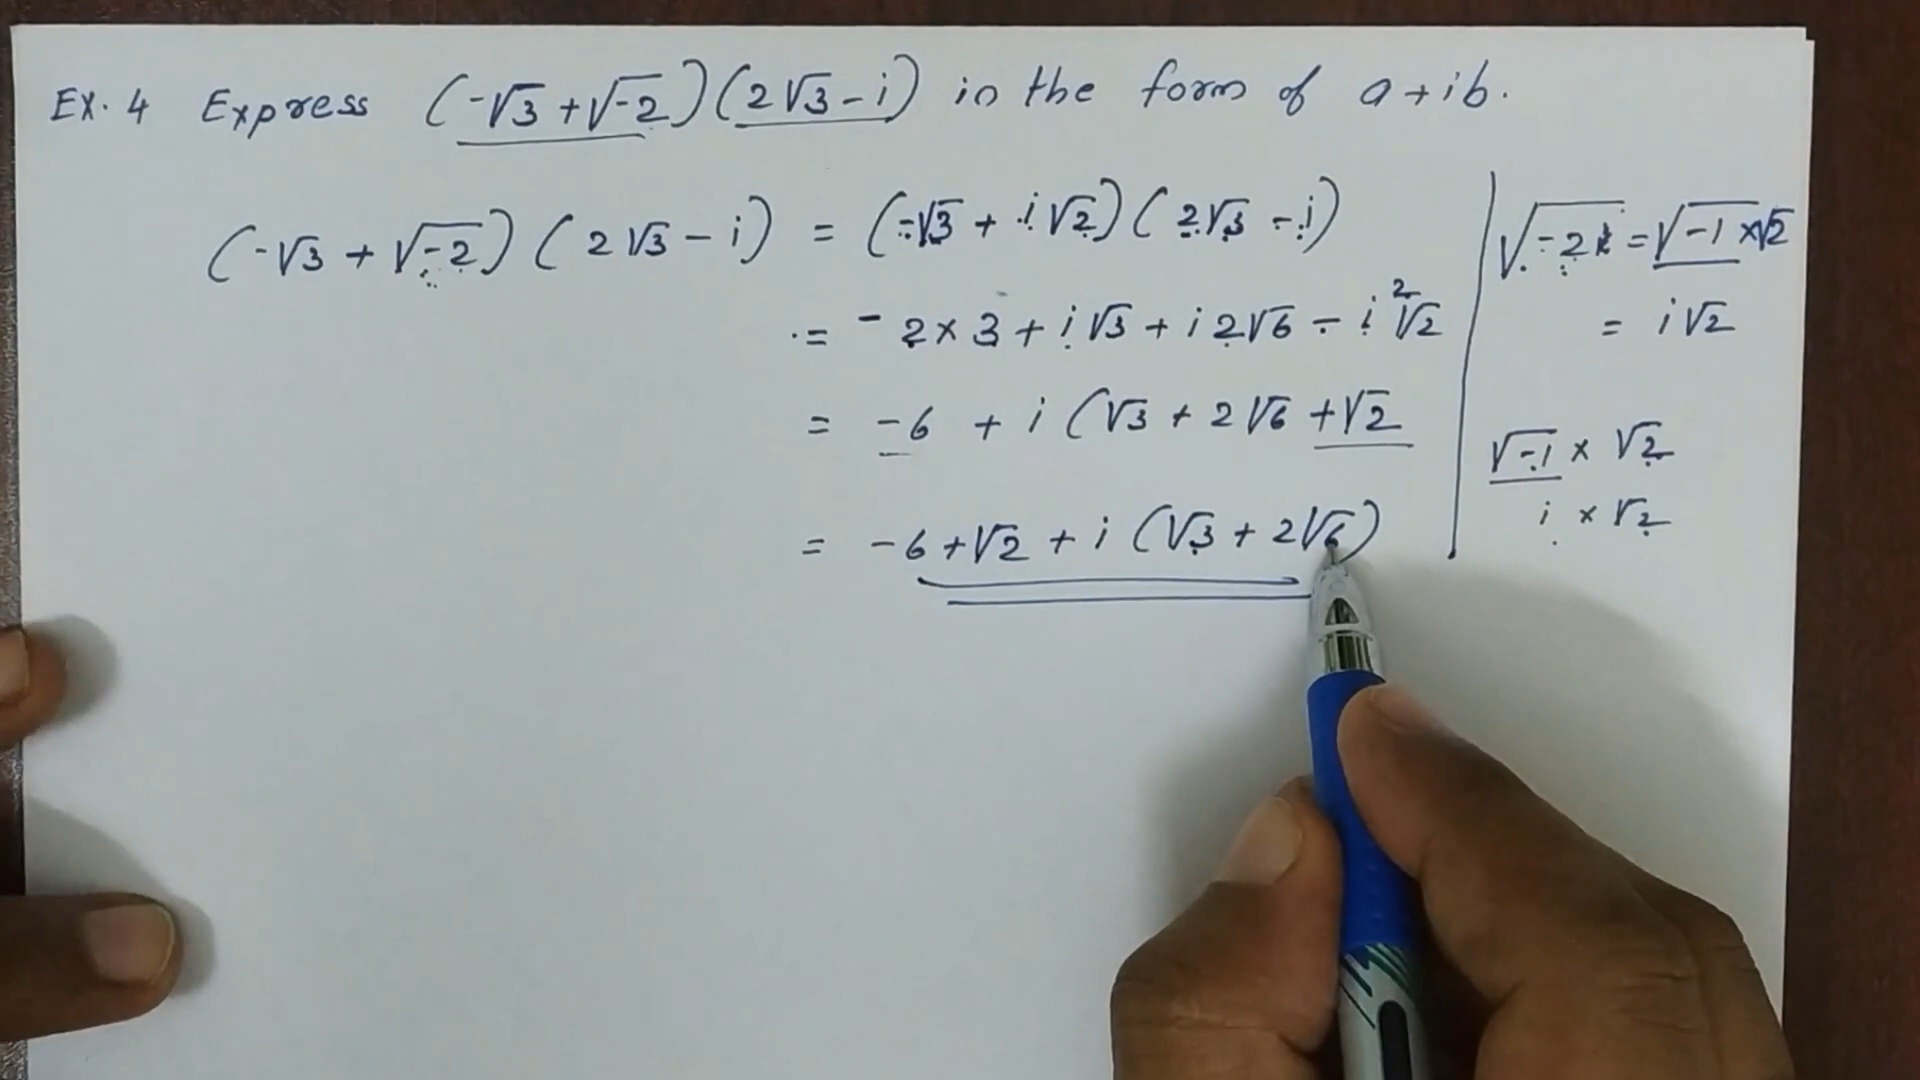 EX. 4 Express (-√3 + √-2) (2√3 - i) in the form of a+ib.
(-√3 + √-2) (2√3 - i) = (-√3 + i√2) (2√3 - i)
= - 2 × 3 + i√3 + i 2√6 - i²√2
= -6 + i (√3 + 2√6 + √2
= -6 + √2 + i (√3 + 2√6)
√-2 = √-1 × √2
= i√2
√-1 × √2
i × √2